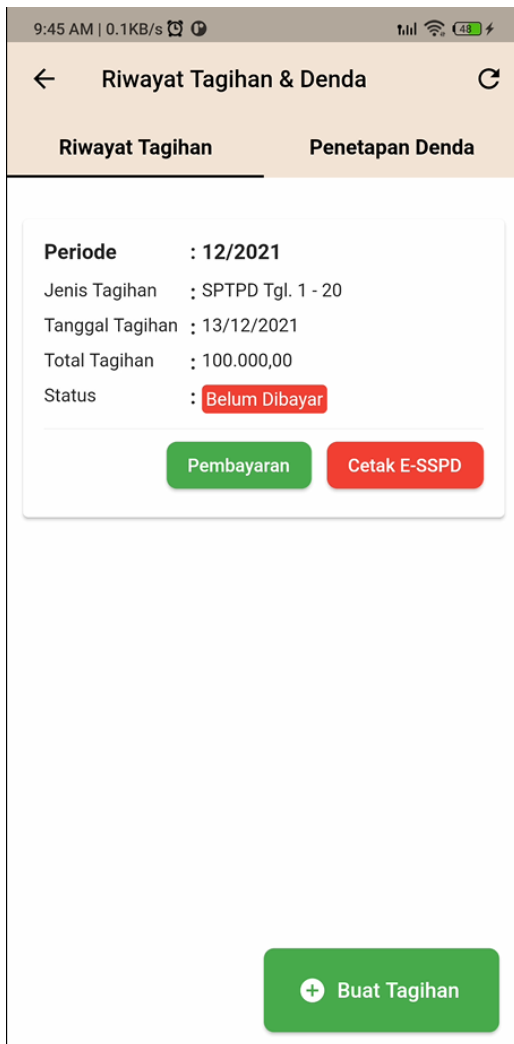 9:45 AM | 0.1KB/s 48
Riwayat Tagihan & Denda
Riwayat Tagihan Penetapan Denda
Periode : 12/2021
Jenis Tagihan : SPTPD Tgl. 1 - 20
Tanggal Tagihan : 13/12/2021
Total Tagihan : 100.000,00
Status : Belum Dibayar
Pembayaran Cetak E-SSPD
Buat Tagihan